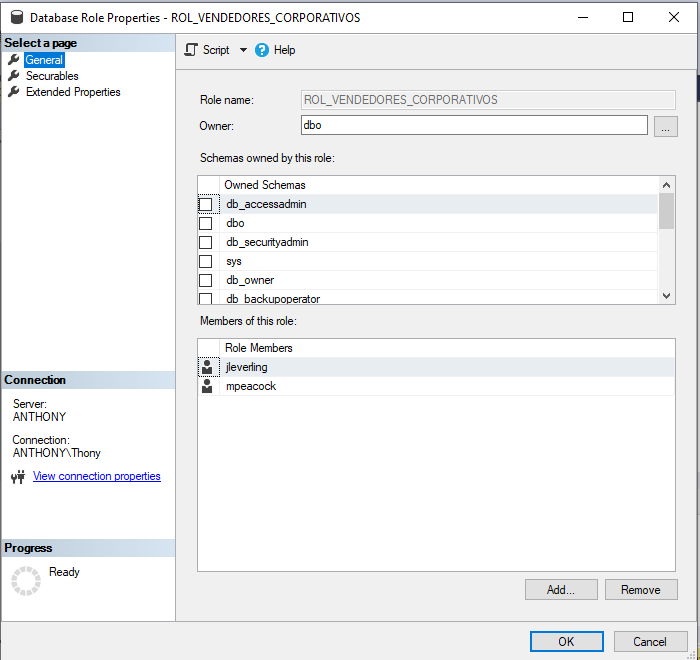 Database Role Properties - ROL_VENDEDORES_CORPORATIVOS
Select a page
General
Securables
Extended Properties
Script
Help
Role name:
ROL_VENDEDORES_CORPORATIVOS
Owner:
dbo
...
Schemas owned by this role:
Owned Schemas
db_accessadmin
dbo
db_securityadmin
sys
db_owner
db_backupoperator
Members of this role:
Role Members
jleverling
mpeacock
Connection
Server:
ANTHONY
Connection:
ANTHONY\Thony
View connection properties
Progress
Ready
Add...
Remove
OK
Cancel